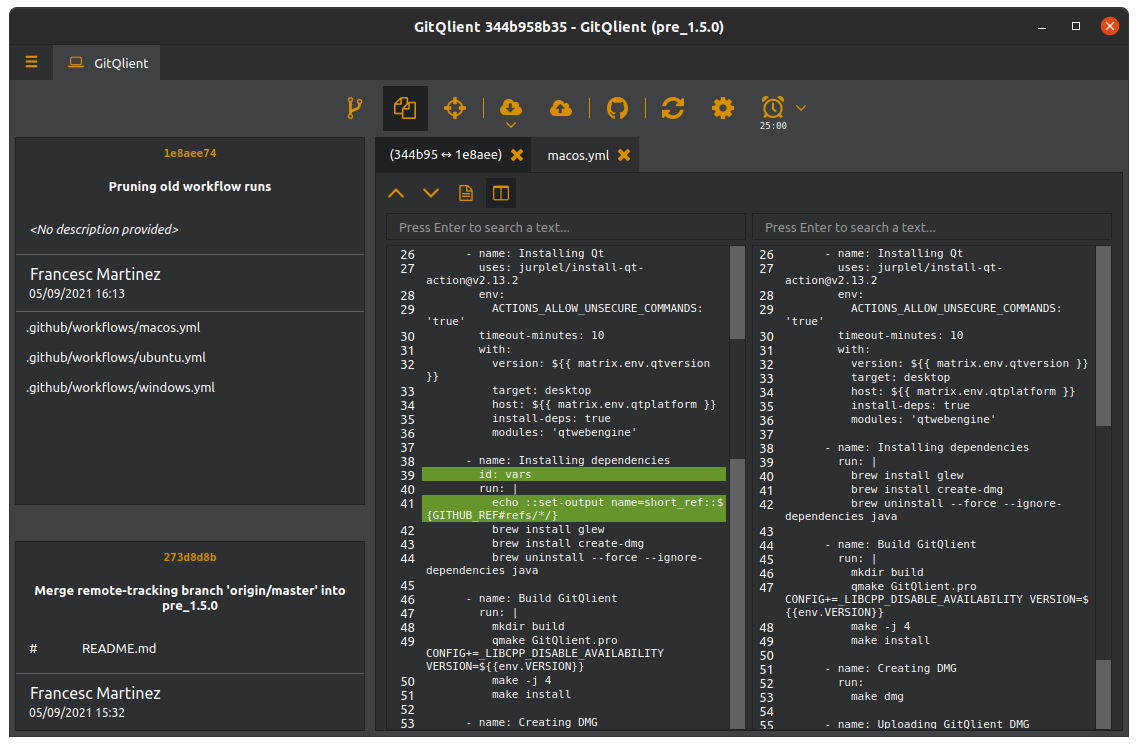 GitQlient 344b958b35 - GitQlient (pre_1.5.0)
GitQlient
25:00
1e8aee74
Pruning old workflow runs
<No description provided>
Francesc Martinez
05/09/2021 16:13
.github/workflows/macos.yml
.github/workflows/ubuntu.yml
.github/workflows/windows.yml
273d8d8b
Merge remote-tracking branch 'origin/master' into
pre_1.5.0
# README.md
Francesc Martinez
05/09/2021 15:32
(344b95 ↔ 1e8aee)
macos.yml
Press Enter to search a text...
26 - name: Installing Qt
27 uses: jurplel/install-qt-
action@v2.13.2
28 env:
29 ACTIONS_ALLOW_UNSECURE_COMMANDS:
'true'
30 timeout-minutes: 10
31 with:
32 version: ${{ matrix.env.qtversion
}}
33 target: desktop
34 host: ${{ matrix.env.qtplatform }}
35 install-deps: true
36 modules: 'qtwebengine'
37
38 - name: Installing dependencies
39 id: vars
40 run: |
41 echo ::set-output name=short_ref::$
{GITHUB_REF#refs/*/}
42 brew install glew
43 brew install create-dmg
44 brew uninstall --force --ignore-
dependencies java
45
46 - name: Build GitQlient
47 run: |
48 mkdir build
49 qmake GitQlient.pro
CONFIG+=_LIBCPP_DISABLE_AVAILABILITY
VERSION=${{env.VERSION}}
50 make -j 4
51 make install
52
53 - name: Creating DMG
Press Enter to search a text...
26 - name: Installing Qt
27 uses: jurplel/install-qt-
action@v2.13.2
28 env:
29 ACTIONS_ALLOW_UNSECURE_COMMANDS:
'true'
30 timeout-minutes: 10
31 with:
32 version: ${{ matrix.env.qtversion }}
33 target: desktop
34 host: ${{ matrix.env.qtplatform }}
35 install-deps: true
36 modules: 'qtwebengine'
37
38 - name: Installing dependencies
39 run: |
40 brew install glew
41 brew install create-dmg
42 brew uninstall --force --ignore-
dependencies java
43
44 - name: Build GitQlient
45 run: |
46 mkdir build
47 qmake GitQlient.pro
CONFIG+=_LIBCPP_DISABLE_AVAILABILITY VERSION=$
{{env.VERSION}}
48 make -j 4
49 make install
50
51 - name: Creating DMG
52 run:
53 make dmg
54
55 - name: Uploading GitQlient DMG